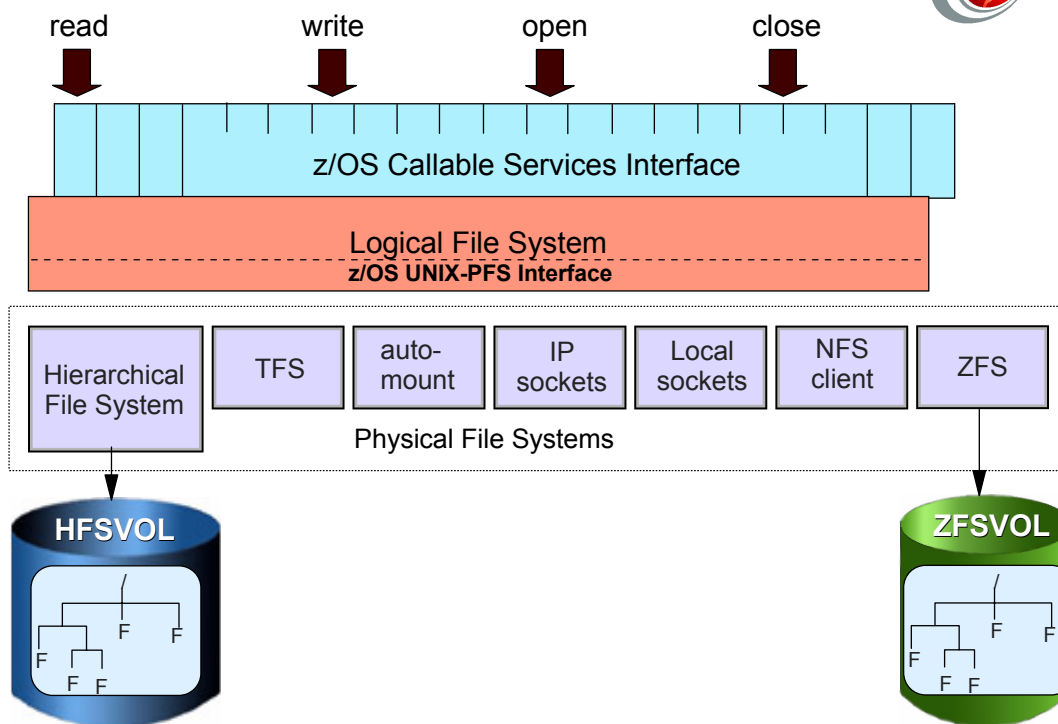 read write open close
z/OS Callable Services Interface
Logical File System
z/OS UNIX-PFS Interface
Hierarchical
File System
TFS
auto-
mount
IP
sockets
Local
sockets
NFS
client
ZFS
Physical File Systems
HFSVOL
/
F
F
F
F F
ZFSVOL
/
F
F
F
F F